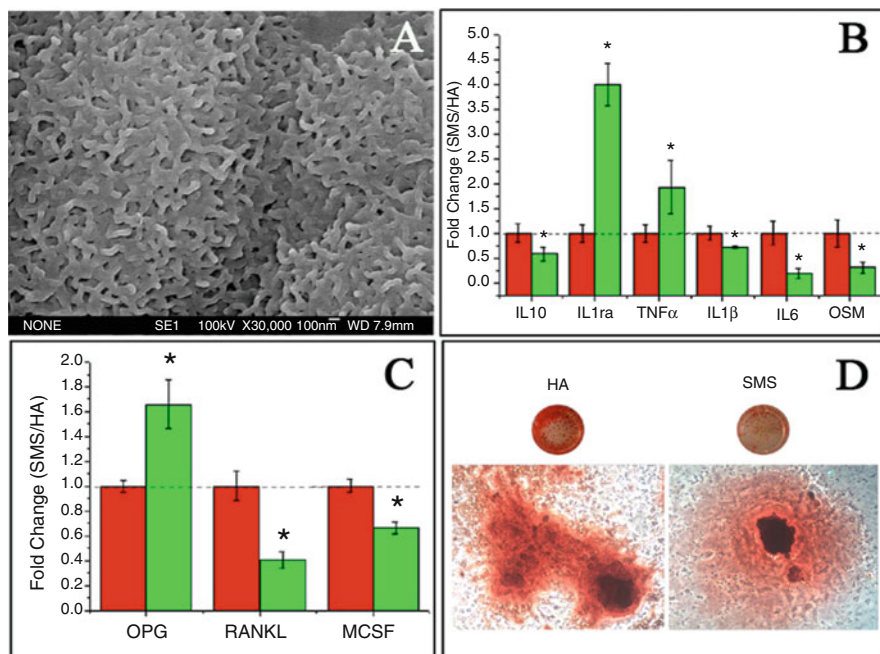 A
NONE SE1 100kV X30,000 100nm WD 7.9mm
B
Fold Change (SMS/HA)
5.0
4.5
4.0
3.5
3.0
2.5
2.0
1.5
1.0
0.5
0.0
* * * * * *
IL10 IL1ra TNFα IL1β IL6 OSM
C
Fold Change (SMS/HA)
2.0
1.8
1.6
1.4
1.2
1.0
0.8
0.6
0.4
0.2
0.0
* * *
OPG RANKL MCSF
D
HA SMS